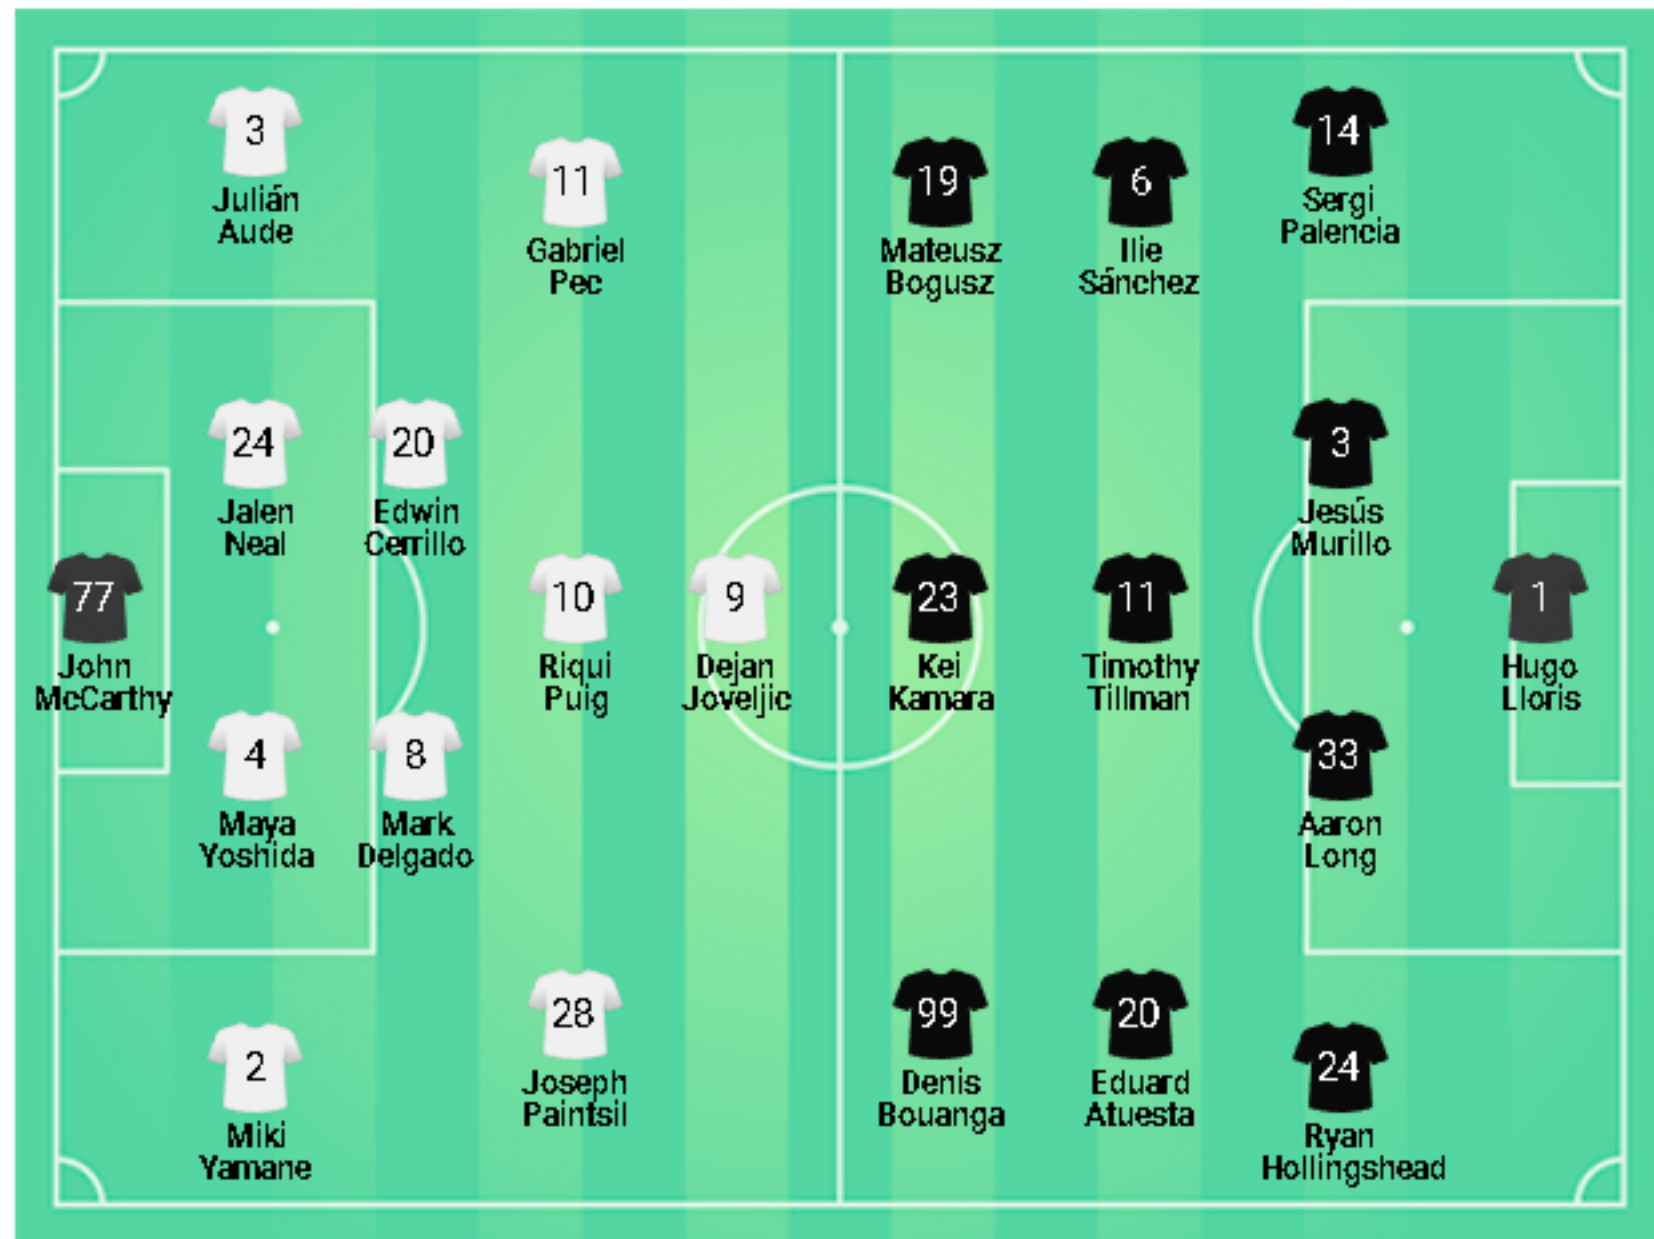 3
Julián
Aude
11
Gabriel
Pec
19
Mateusz
Bogusz
6
Ilie
Sánchez
14
Sergi
Palencia
24
Jalen
Neal
20
Edwin
Cerrillo
3
Jesús
Murillo
77
John
McCarthy
10
Riqui
Puig
9
Dejan
Joveljic
23
Kei
Kamara
11
Timothy
Tillman
1
Hugo
Lloris
4
Maya
Yoshida
8
Mark
Delgado
33
Aaron
Long
2
Miki
Yamane
28
Joseph
Paintsil
99
Denis
Bouanga
20
Eduard
Atuesta
24
Ryan
Hollingshead